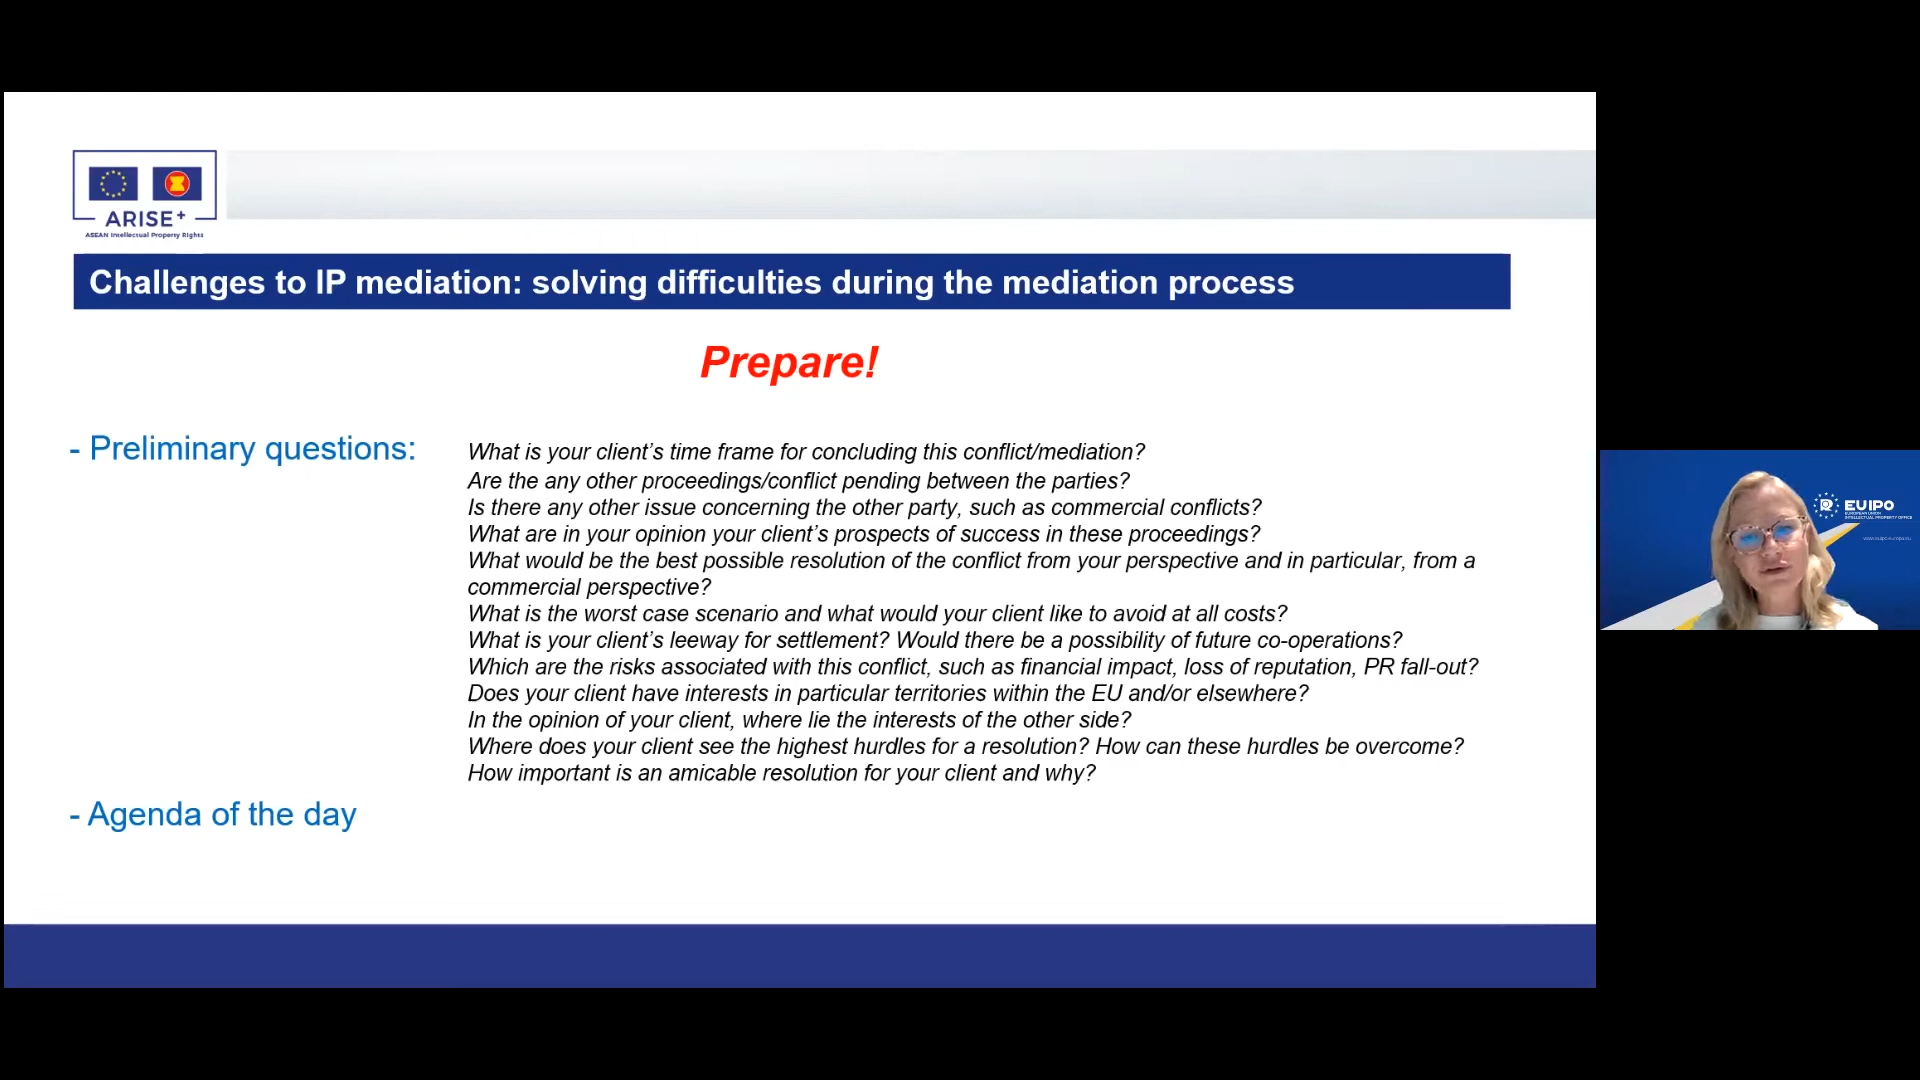 ARISE+
ASEAN Intellectual Property Rights
Challenges to IP mediation: solving difficulties during the mediation process
Prepare!
- Preliminary questions:
What is your client's time frame for concluding this conflict/mediation?
Are the any other proceedings/conflict pending between the parties?
Is there any other issue concerning the other party, such as commercial conflicts?
What are in your opinion your client's prospects of success in these proceedings?
What would be the best possible resolution of the conflict from your perspective and in particular, from a
commercial perspective?
What is the worst case scenario and what would your client like to avoid at all costs?
What is your client's leeway for settlement? Would there be a possibility of future co-operations?
Which are the risks associated with this conflict, such as financial impact, loss of reputation, PR fall-out?
Does your client have interests in particular territories within the EU and/or elsewhere?
In the opinion of your client, where lie the interests of the other side?
Where does your client see the highest hurdles for a resolution? How can these hurdles be overcome?
How important is an amicable resolution for your client and why?
- Agenda of the day
EUIPO
EUROPEAN UNION
INTELLECTUAL PROPERTY OFFICE
www.euipo.europa.eu